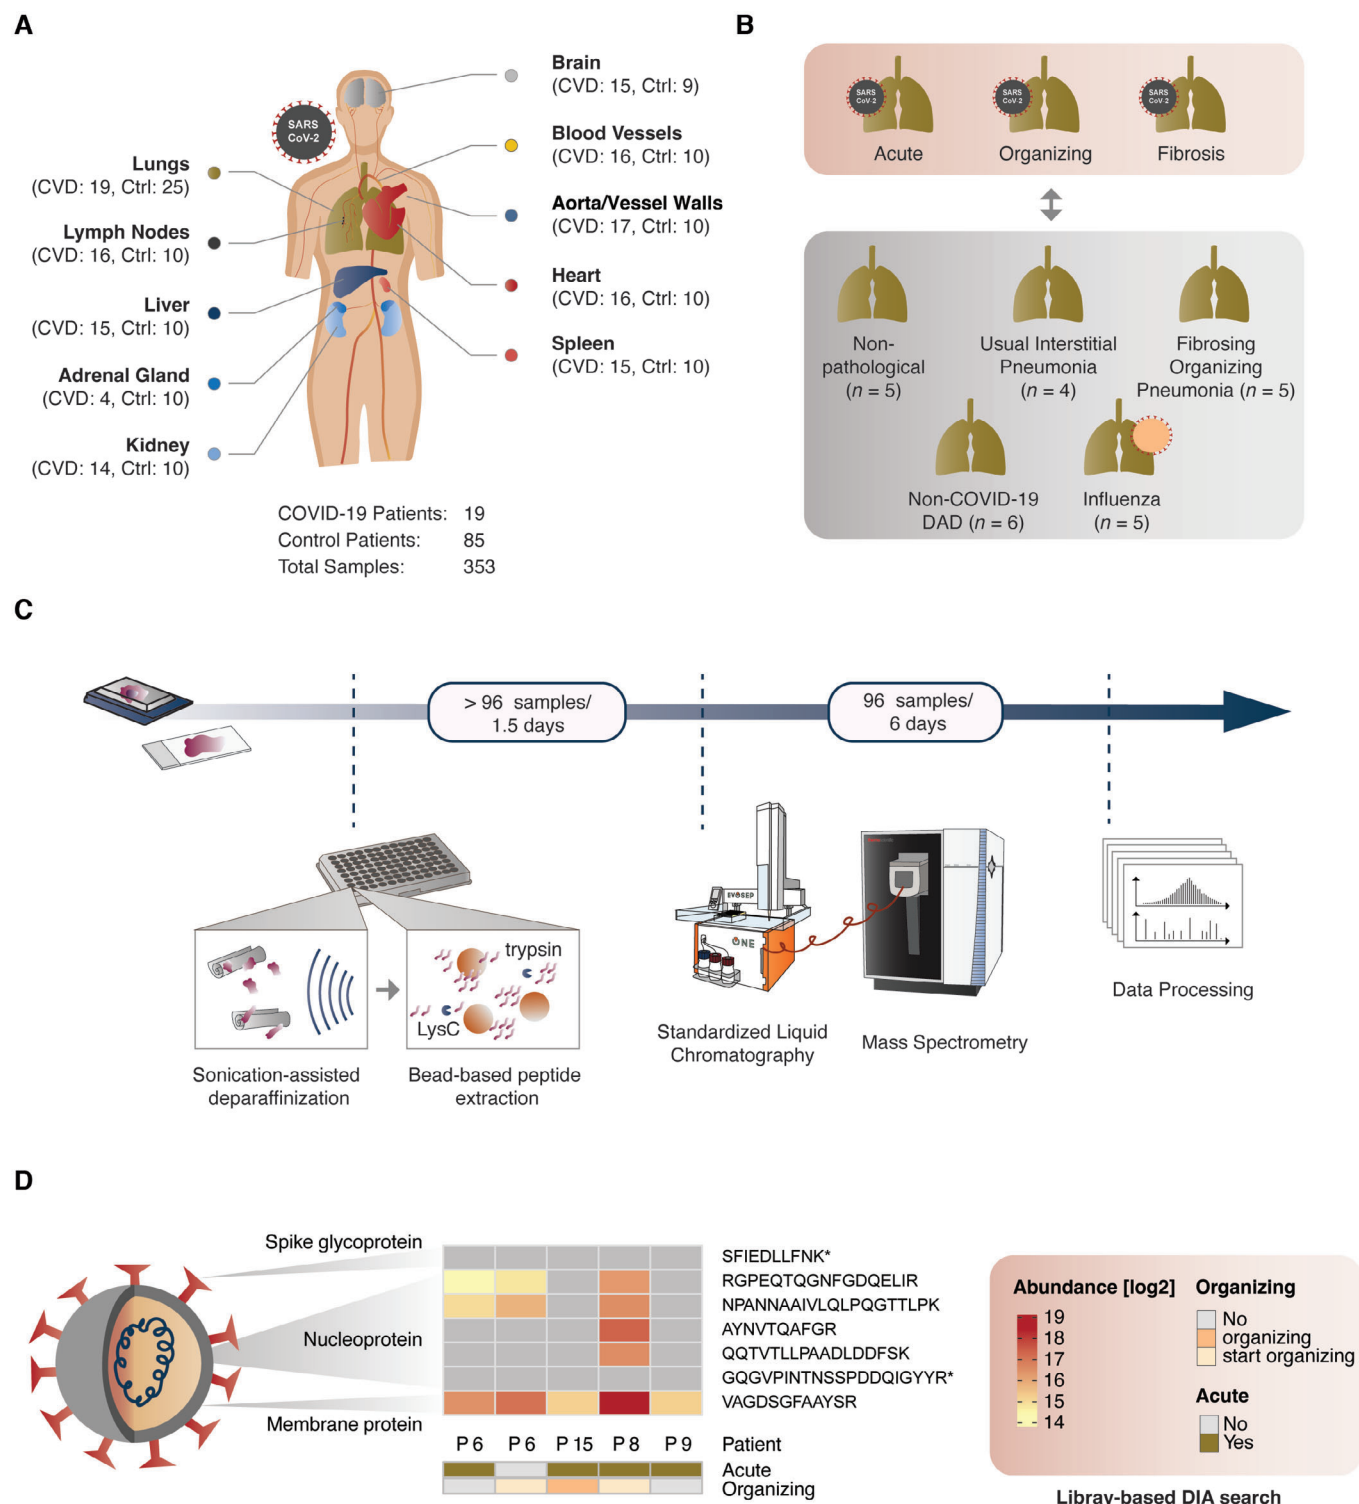 A
Brain
(CVD: 15, Ctrl: 9)
Blood Vessels
(CVD: 16, Ctrl: 10)
Aorta/Vessel Walls
(CVD: 17, Ctrl: 10)
Heart
(CVD: 16, Ctrl: 10)
Spleen
(CVD: 15, Ctrl: 10)
SARS
CoV-2
Lungs
(CVD: 19, Ctrl: 25)
Lymph Nodes
(CVD: 16, Ctrl: 10)
Liver
(CVD: 15, Ctrl: 10)
Adrenal Gland
(CVD: 4, Ctrl: 10)
Kidney
(CVD: 14, Ctrl: 10)
COVID-19 Patients: 19
Control Patients: 85
Total Samples: 353
B
SARS
CoV-2
SARS
CoV-2
SARS
CoV-2
Acute
Organizing
Fibrosis
Non-
pathological
(n = 5)
Usual Interstitial
Pneumonia
(n = 4)
Fibrosing
Organizing
Pneumonia (n = 5)
Non-COVID-19
DAD (n = 6)
Influenza
(n = 5)
C
> 96 samples/
1.5 days
96 samples/
6 days
trypsin
LysC
EVOSEP
ONE
Sonication-assisted
deparaffinization
Bead-based peptide
extraction
Standardized Liquid
Chromatography
Mass Spectrometry
Data Processing
D
Spike glycoprotein
Nucleoprotein
Membrane protein
SFIEDLLFNK*
RGPEQTQGNFGDQELIR
NPANNAAIVLQLPQGTTLPK
AYNVTQAFGR
QQTVTLLPAADLDDFSK
GQGVPINTNSSPDDQIGYYR*
VAGDSGFAAYSR
P 6 P 6 P 15 P 8 P 9 Patient
Acute
Organizing
Abundance [log2]
19
18
17
16
15
14
Organizing
No
organizing
start organizing
Acute
No
Yes
Libray-based DIA search